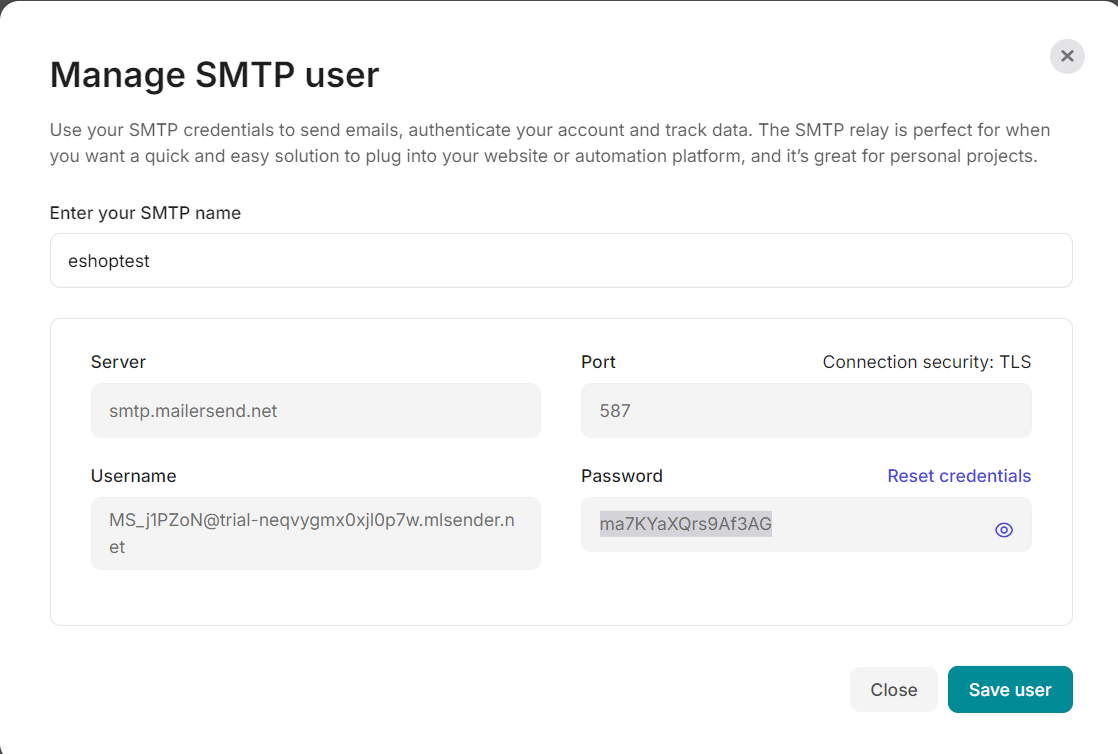 Manage SMTP user
Use your SMTP credentials to send emails, authenticate your account and track data. The SMTP relay is perfect for when
you want a quick and easy solution to plug into your website or automation platform, and it’s great for personal projects.
Enter your SMTP name
eshoptest
Server
smtp.mailersend.net
Port
Connection security: TLS
587
Username
MS_j1PZoN@trial-neqvygmx0xjl0p7w.mlsender.n
et
Password
Reset credentials
ma7KYaXQrs9Af3AG
Close
Save user